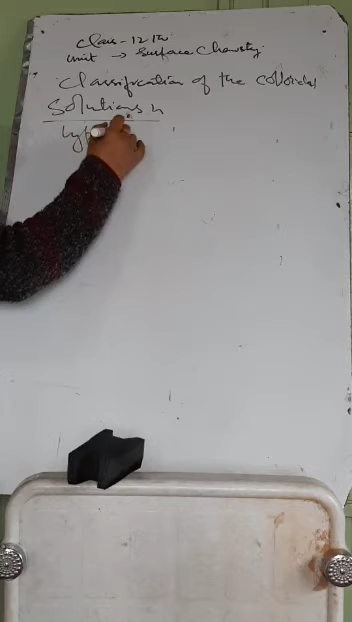 Class - 12th
Unit → Surface Chemistry
Classification of the colloidal
Solutions